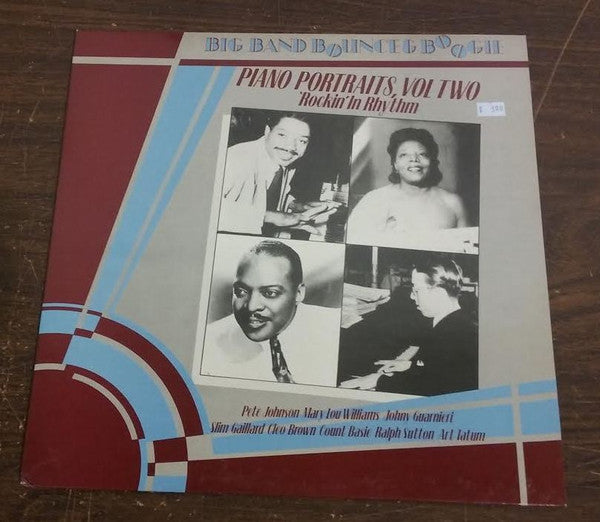 BIG BAND BOUNCE & BOOGIE
PIANO PORTRAITS, VOL TWO
'Rockin' In Rhythm
Pete Johnson Mary Lou Williams Johny Guarnieri
Slim Gaillard Cleo Brown Count Basie Ralph Sutton Art Tatum